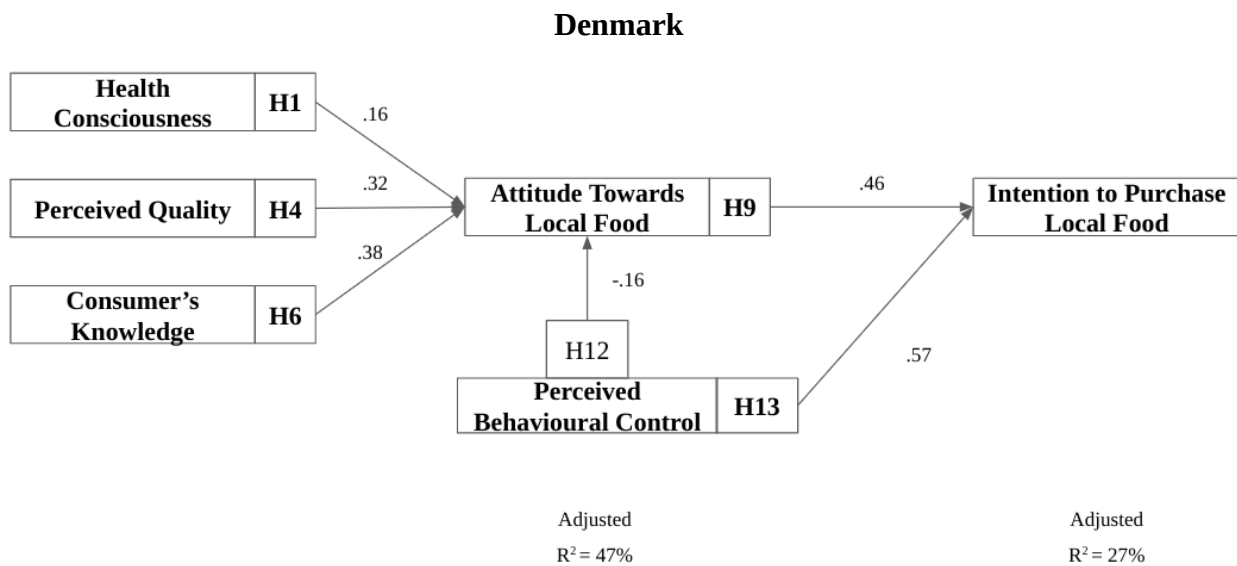 Denmark
Health
Consciousness
H1
.16
Perceived Quality
H4
.32
Consumer’s
Knowledge
H6
.38
Attitude Towards
Local Food
H9
.46
Intention to Purchase
Local Food
-.16
H12
Perceived
Behavioural Control
H13
.57
Adjusted
R² = 47%
Adjusted
R² = 27%